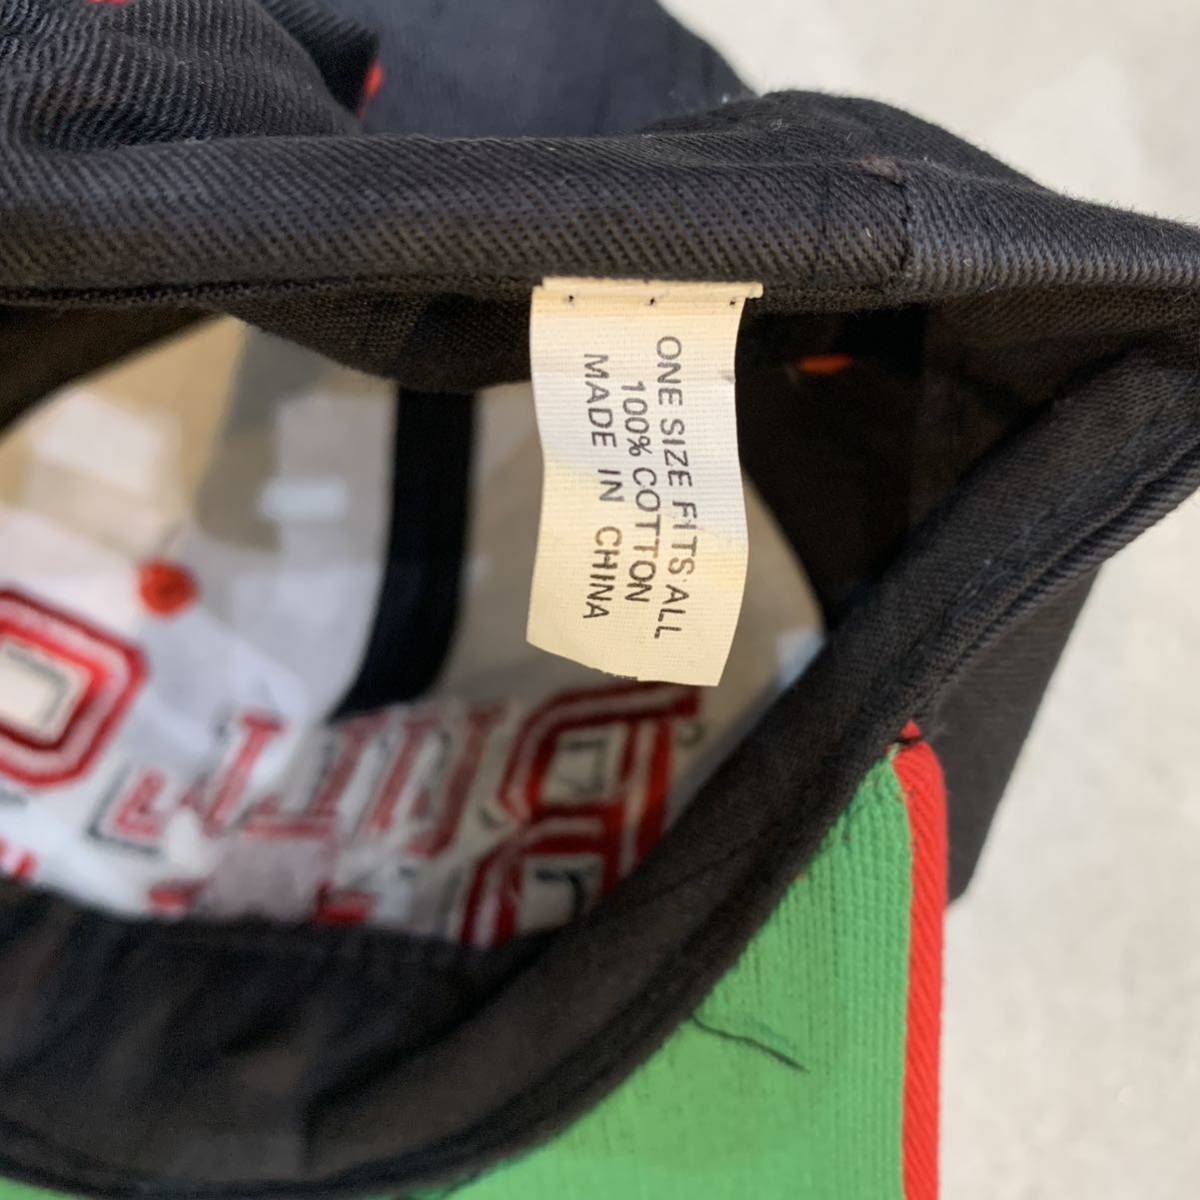 ONE SIZE FITS ALL
100% COTTON
MADE IN CHINA